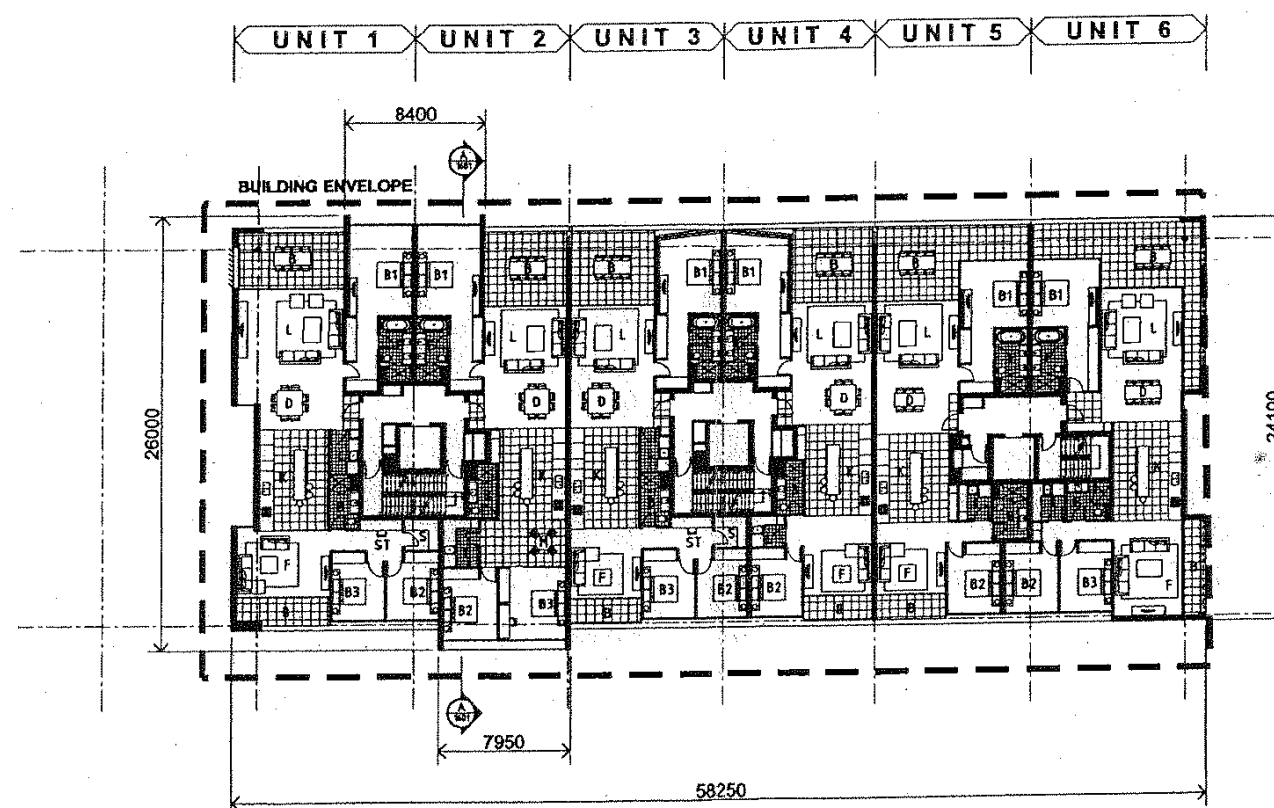 UNIT 1 UNIT 2 UNIT 3 UNIT 4 UNIT 5 UNIT 6
8400
A
BUILDING ENVELOPE
B B B B B B
B1 B1 B1 B1 B1 B1
L L L L L L
26000
24100
D D D D D D
K K K K K K
ST S ST S
M
F F F F F
B3 B2 B2 B3 B3 B2 B2 B2 B2 B3
B B B B B
A
7950
58250